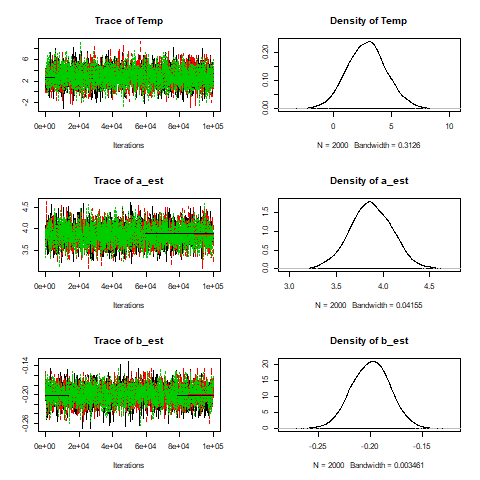 Trace of Temp
6
2
-2
0e+00 2e+04 4e+04 6e+04 8e+04 1e+05
Iterations
Density of Temp
0.20
0.10
0.00
0 5 10
N = 2000 Bandwidth = 0.3126
Trace of a_est
4.5
4.0
3.5
0e+00 2e+04 4e+04 6e+04 8e+04 1e+05
Iterations
Density of a_est
1.5
1.0
0.5
0.0
3.0 3.5 4.0 4.5
N = 2000 Bandwidth = 0.04155
Trace of b_est
-0.14
-0.20
-0.26
0e+00 2e+04 4e+04 6e+04 8e+04 1e+05
Iterations
Density of b_est
20
15
10
5
0
-0.25 -0.20 -0.15
N = 2000 Bandwidth = 0.003461